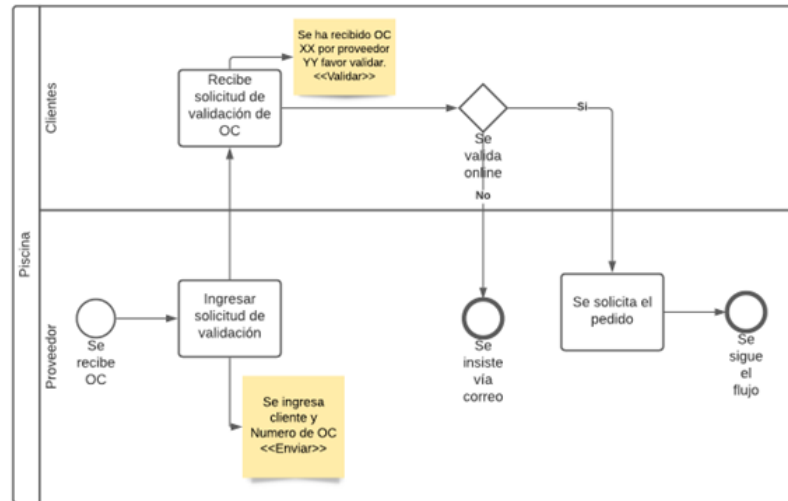 Piscina
Clientes
Recibe
solicitud de
validación de
OC
Se ha recibido OC
XX por proveedor
YY favor validar.
<<Validar>>
Se
valida
online
Si
No
Proveedor
Se
recibe
OC
Ingresar
solicitud de
validación
Se ingresa
cliente y
Numero de OC
<<Enviar>>
Se
insiste
vía
correo
Se solicita el
pedido
Se
sigue
el
flujo